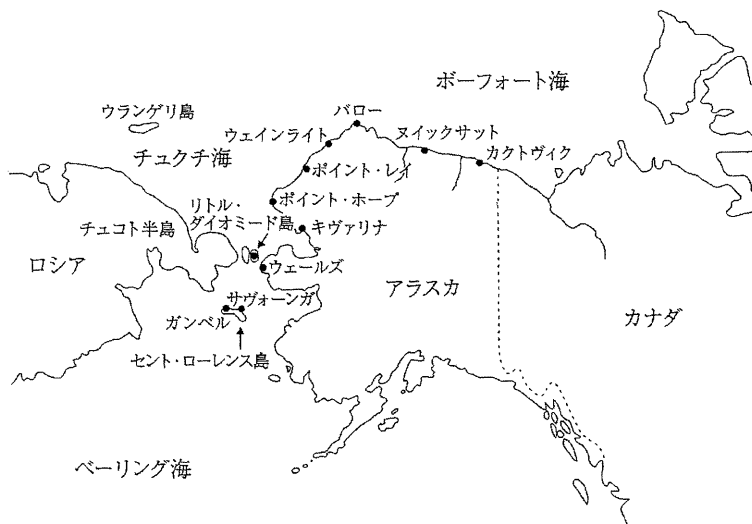 ボーフォート海
バロー
ウランゲリ島
ウェインライト
ヌイックサット
チュクチ海
カクトヴィク
ポイント・レイ
リトル・
ダイオミード島
ポイント・ホープ
チュコト半島
キヴァリナ
ロシア
ウェールズ
アラスカ
サヴォーンガ
カナダ
ガンベル
セント・ローレンス島
ベーリング海